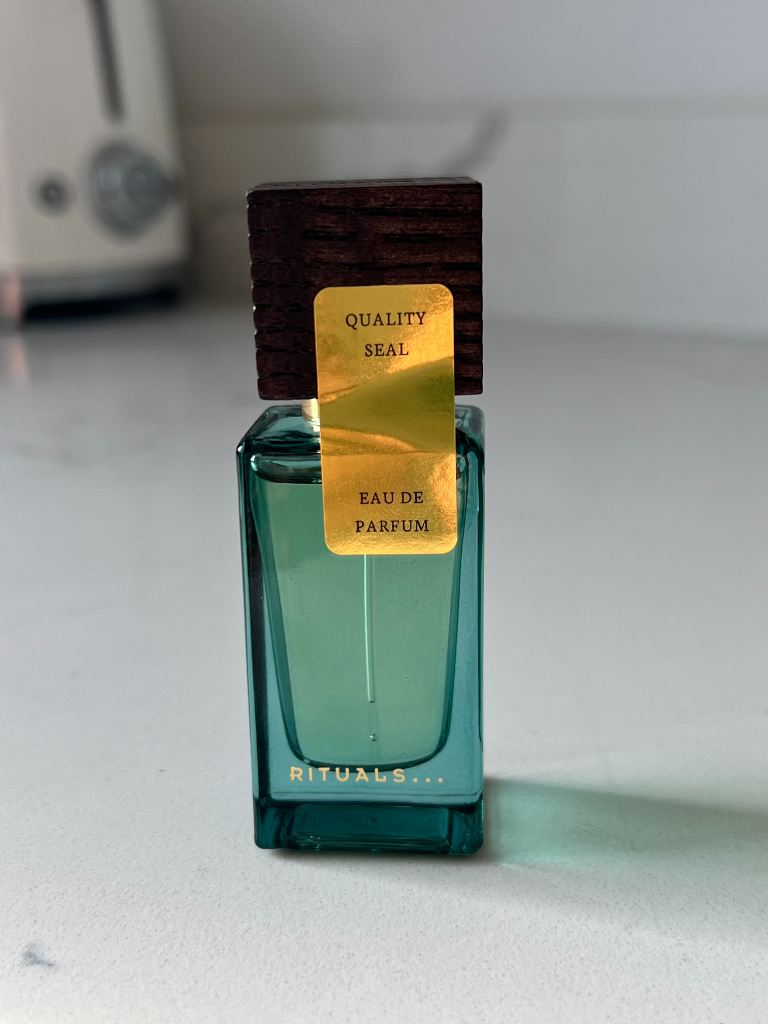 QUALITY
SEAL
EAU DE
PARFUM
RITUALS...